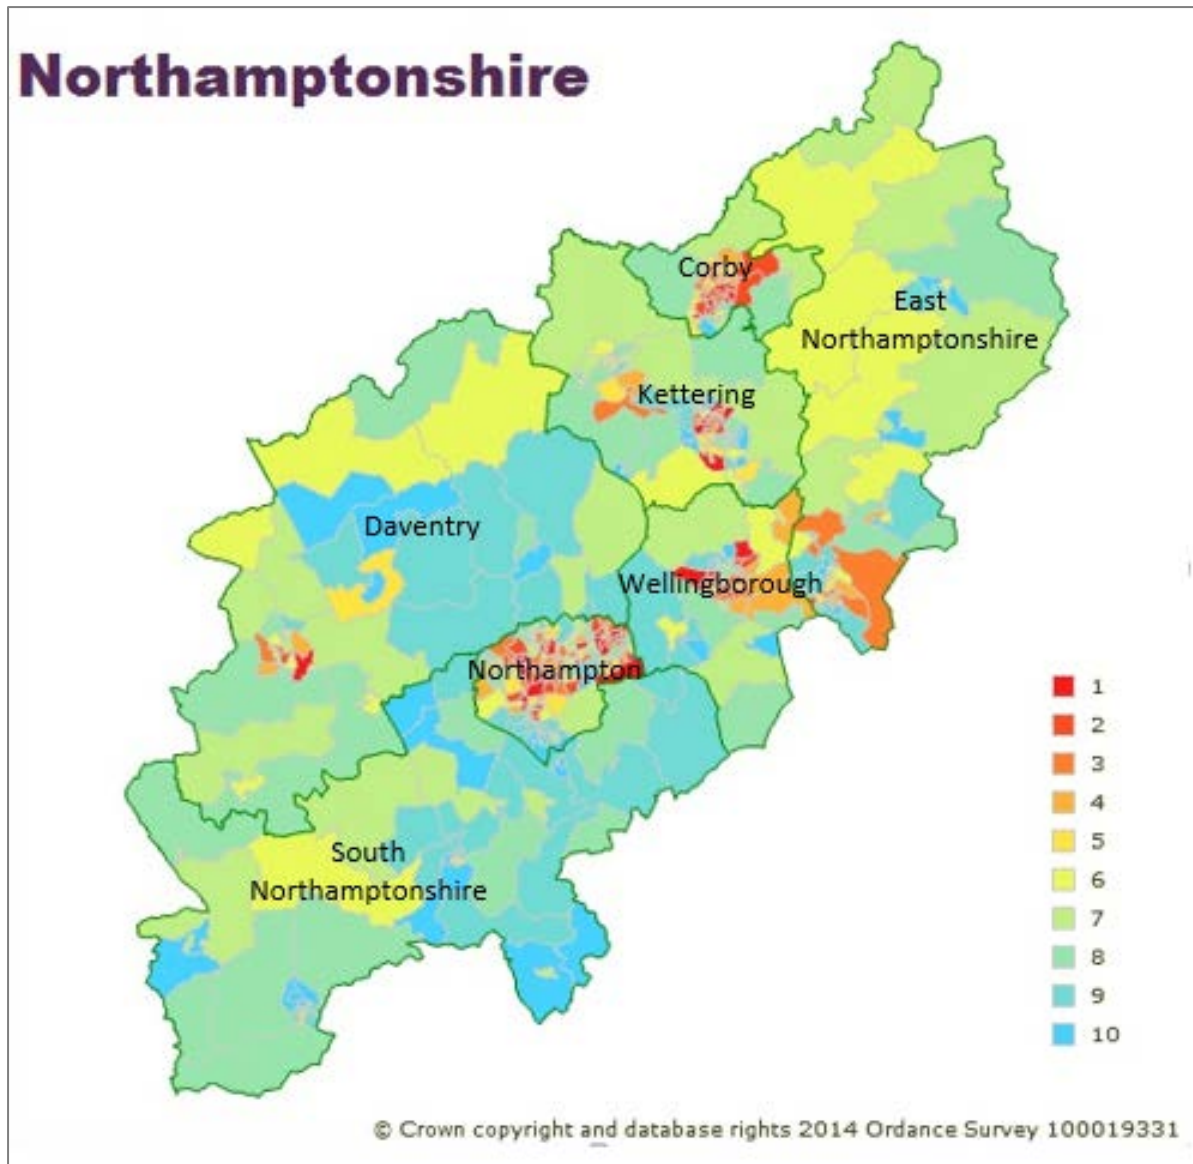 Northamptonshire
Corby
East
Northamptonshire
Kettering
Daventry
Wellingborough
Northampton
South
Northamptonshire
1
2
3
4
5
6
7
8
9
10
© Crown copyright and database rights 2014 Ordance Survey 100019331